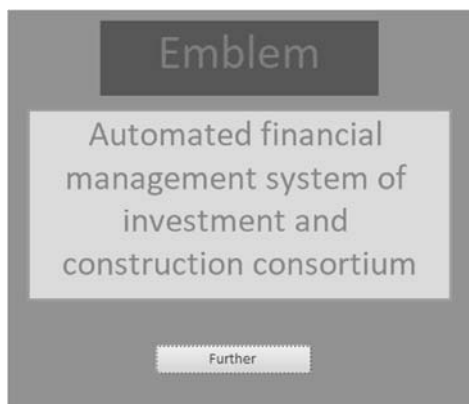 Emblem
Automated financial
management system of
investment and
construction consortium
Further